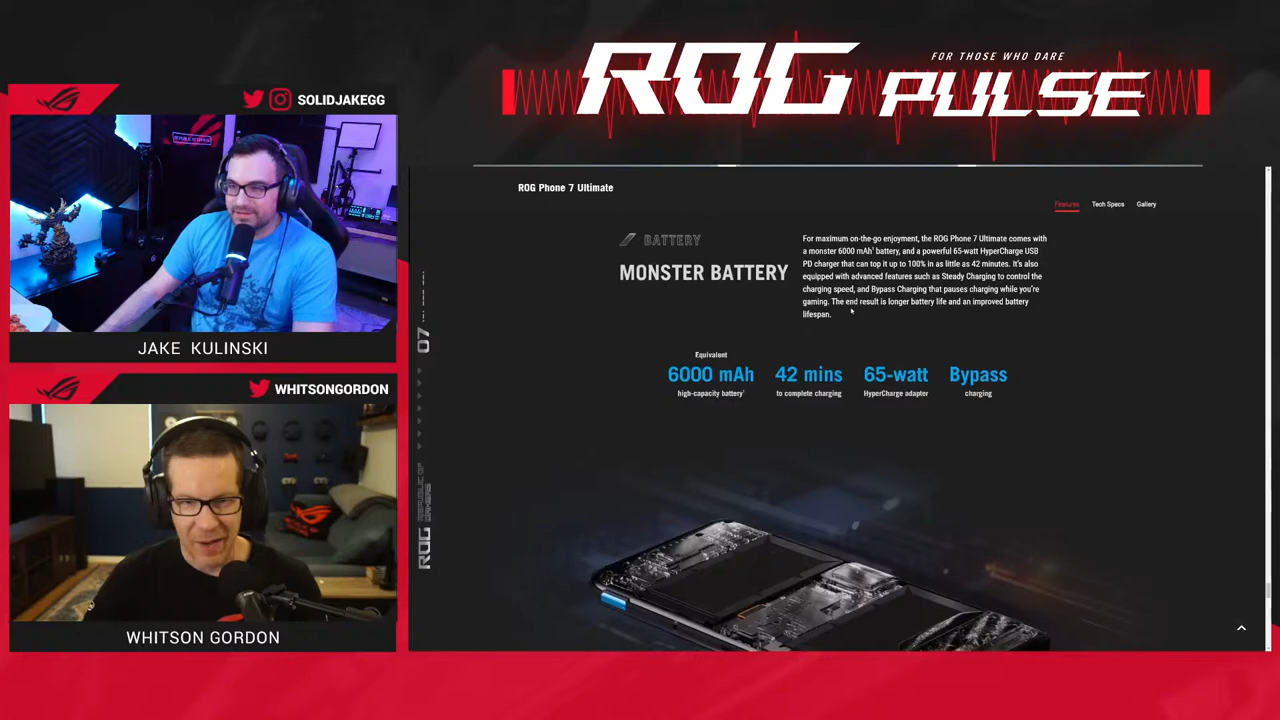 ROG PULSE
FOR THOSE WHO DARE
SOLIDJAKEGG
JAKE KULINSKI
WHITSONGORDON
WHITSON GORDON
ROG Phone 7 Ultimate
Features Tech Specs Gallery
BATTERY
MONSTER BATTERY
For maximum on-the-go enjoyment, the ROG Phone 7 Ultimate comes with
a monster 6000 mAh¹ battery, and a powerful 65-watt HyperCharge USB
PD charger that can top it up to 100% in as little as 42 minutes. It's also
equipped with advanced features such as Steady Charging to control the
charging speed, and Bypass Charging that pauses charging while you're
gaming. The end result is longer battery life and an improved battery
lifespan.
Equivalent
6000 mAh
high-capacity battery¹
42 mins
to complete charging
65-watt
HyperCharge adapter
Bypass
charging
07
ROG
REPUBLIC OF
GAMERS